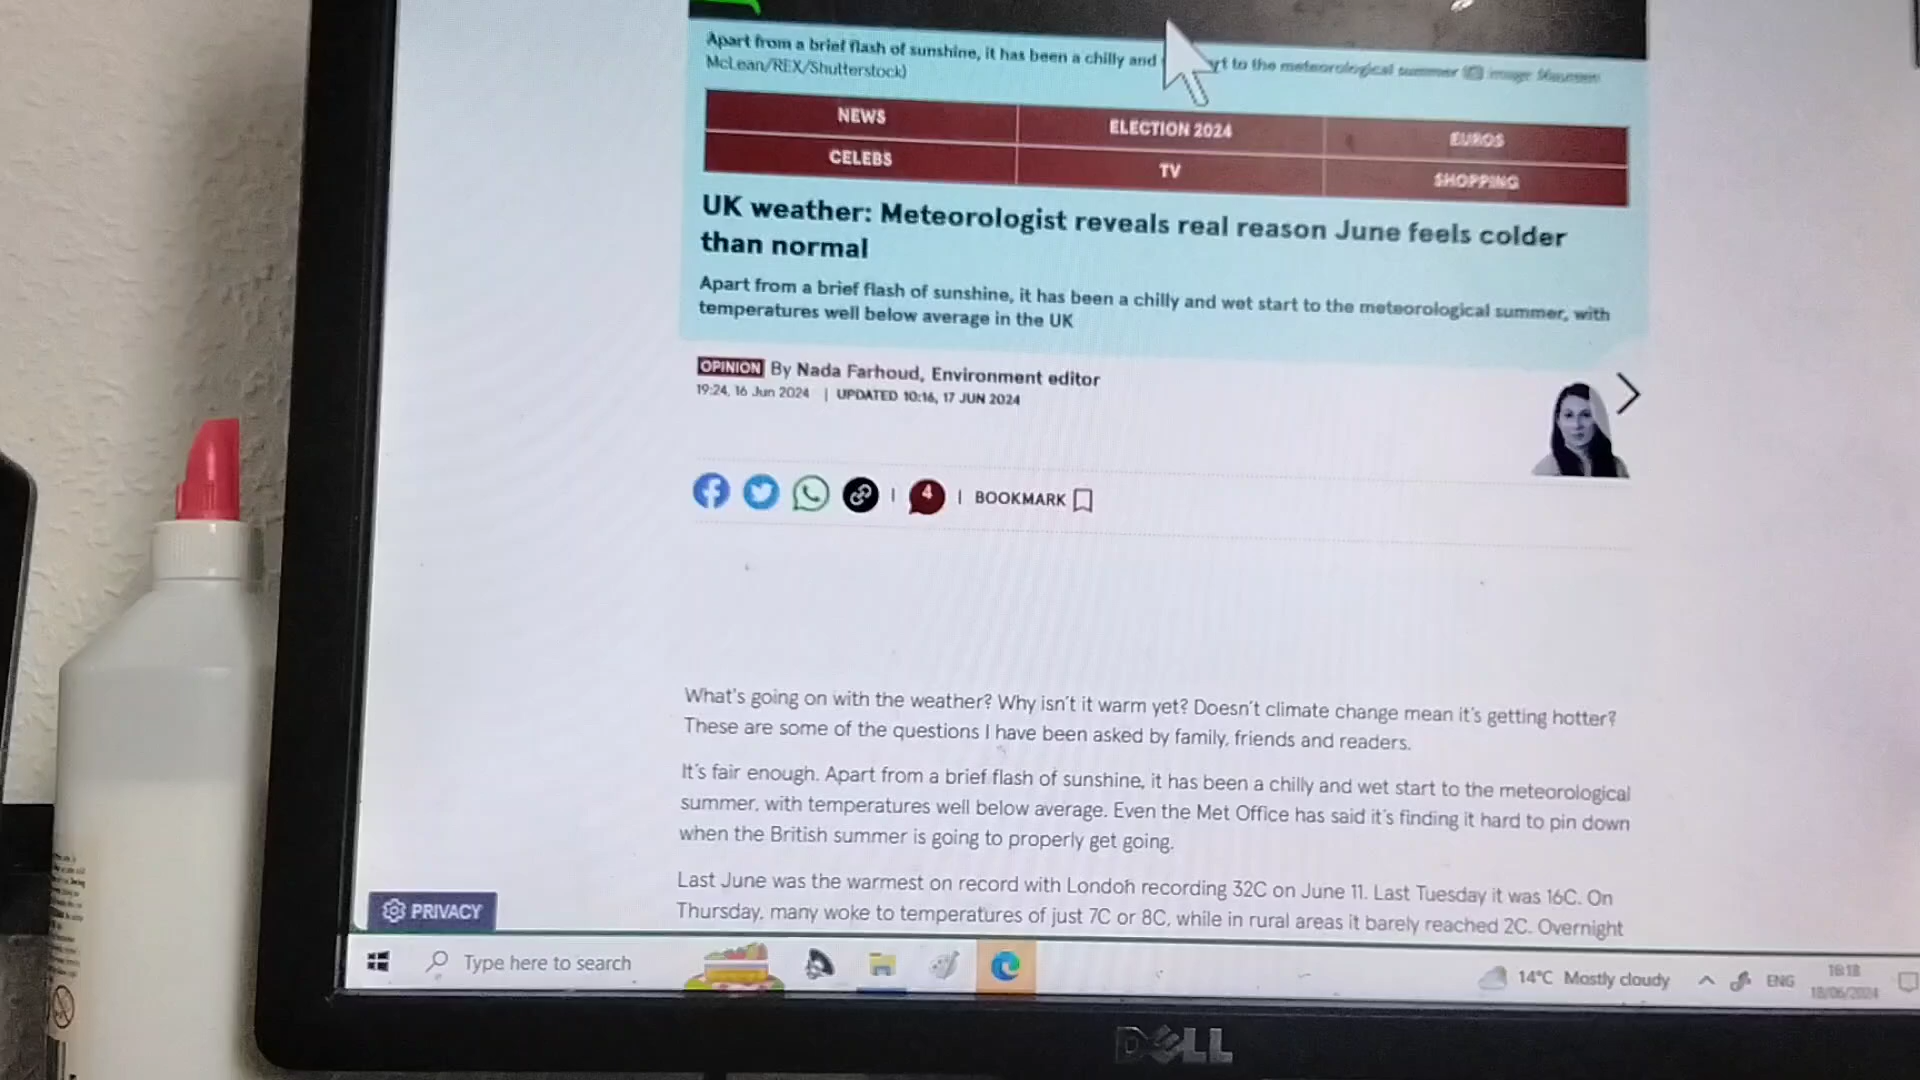 Apart from a brief flash of sunshine, it has been a chilly and to the meteorological summer
McLean/REX/Shutterstock)
NEWS
ELECTION 2024
EUROS
CELEBS
TV
SHOPPING
UK weather: Meteorologist reveals real reason June feels colder
than normal
Apart from a brief flash of sunshine, it has been a chilly and wet start to the meteorological summer, with
temperatures well below average in the UK
OPINION By Nada Farhoud, Environment editor
19:24, 16 Jun 2024 | UPDATED 10:16, 17 JUN 2024
4 | BOOKMARK
What's going on with the weather? Why isn't it warm yet? Doesn't climate change mean it's getting hotter?
These are some of the questions I have been asked by family, friends and readers.
It's fair enough. Apart from a brief flash of sunshine, it has been a chilly and wet start to the meteorological
summer, with temperatures well below average. Even the Met Office has said it's finding it hard to pin down
when the British summer is going to properly get going.
Last June was the warmest on record with London recording 32C on June 11. Last Tuesday it was 16C. On
Thursday, many woke to temperatures of just 7C or 8C, while in rural areas it barely reached 2C. Overnight
PRIVACY
Type here to search
14°C Mostly cloudy
ENG
16:18
18/06/2024
DELL